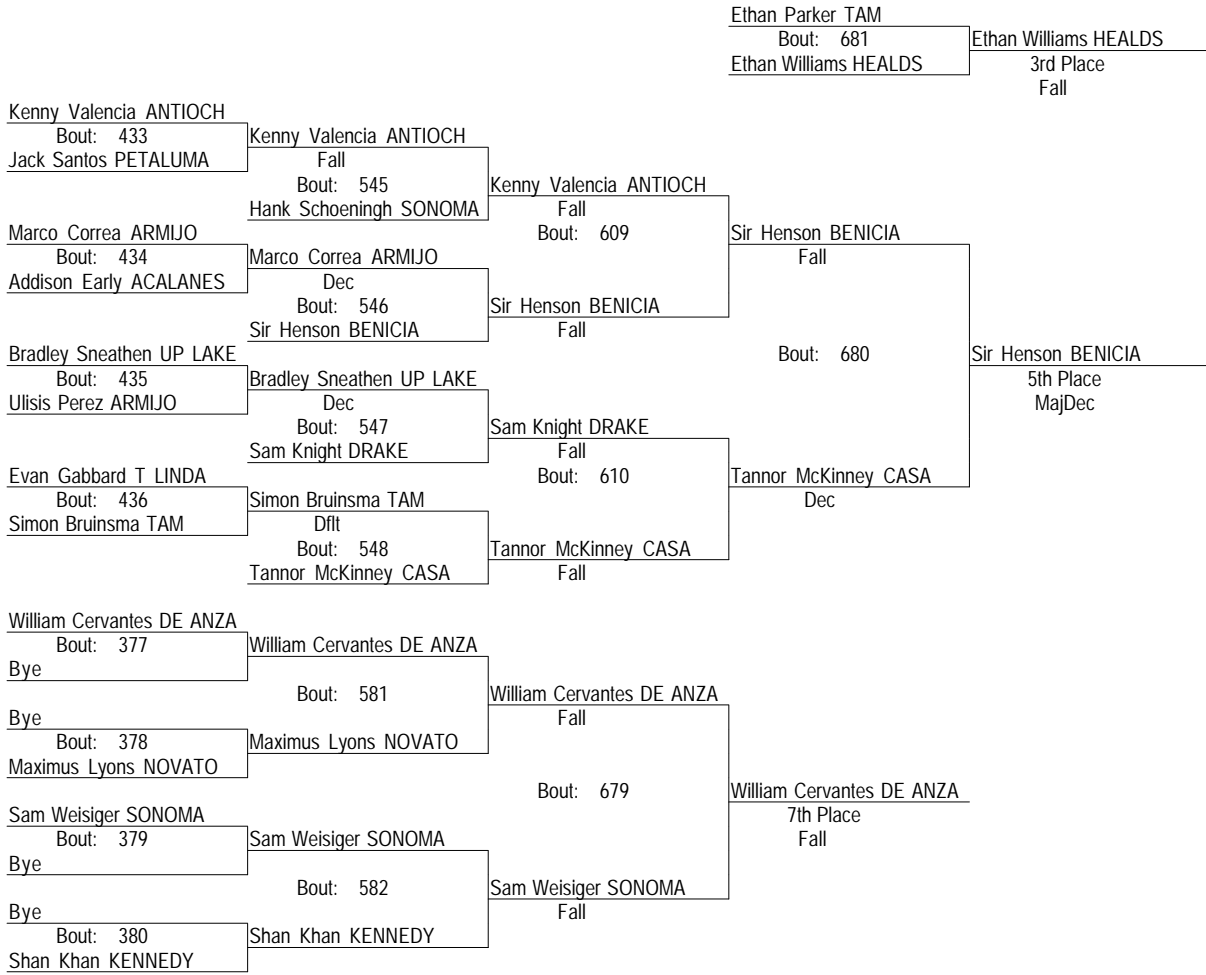 Ethan Parker TAM
Bout: 681
Ethan Williams HEALDS
Ethan Williams HEALDS
3rd Place
Fall
Kenny Valencia ANTIOCH
Bout: 433
Jack Santos PETALUMA
Kenny Valencia ANTIOCH
Fall
Bout: 545
Hank Schoeningh SONOMA
Kenny Valencia ANTIOCH
Fall
Bout: 609
Marco Correa ARMIJO
Bout: 434
Addison Early ACALANES
Marco Correa ARMIJO
Dec
Bout: 546
Sir Henson BENICIA
Sir Henson BENICIA
Fall
Sir Henson BENICIA
Fall
Bout: 680
Sir Henson BENICIA
5th Place
MajDec
Bradley Sneathen UP LAKE
Bout: 435
Ulisis Perez ARMIJO
Bradley Sneathen UP LAKE
Dec
Bout: 547
Sam Knight DRAKE
Sam Knight DRAKE
Fall
Bout: 610
Evan Gabbard T LINDA
Bout: 436
Simon Bruinsma TAM
Simon Bruinsma TAM
Dflt
Bout: 548
Tannor McKinney CASA
Tannor McKinney CASA
Fall
Tannor McKinney CASA
Dec
William Cervantes DE ANZA
Bout: 377
Bye
William Cervantes DE ANZA
Bout: 581
Bye
Bout: 378
Maximus Lyons NOVATO
Maximus Lyons NOVATO
William Cervantes DE ANZA
Fall
Bout: 679
William Cervantes DE ANZA
7th Place
Fall
Sam Weisiger SONOMA
Bout: 379
Bye
Sam Weisiger SONOMA
Bout: 582
Bye
Bout: 380
Shan Khan KENNEDY
Shan Khan KENNEDY
Sam Weisiger SONOMA
Fall